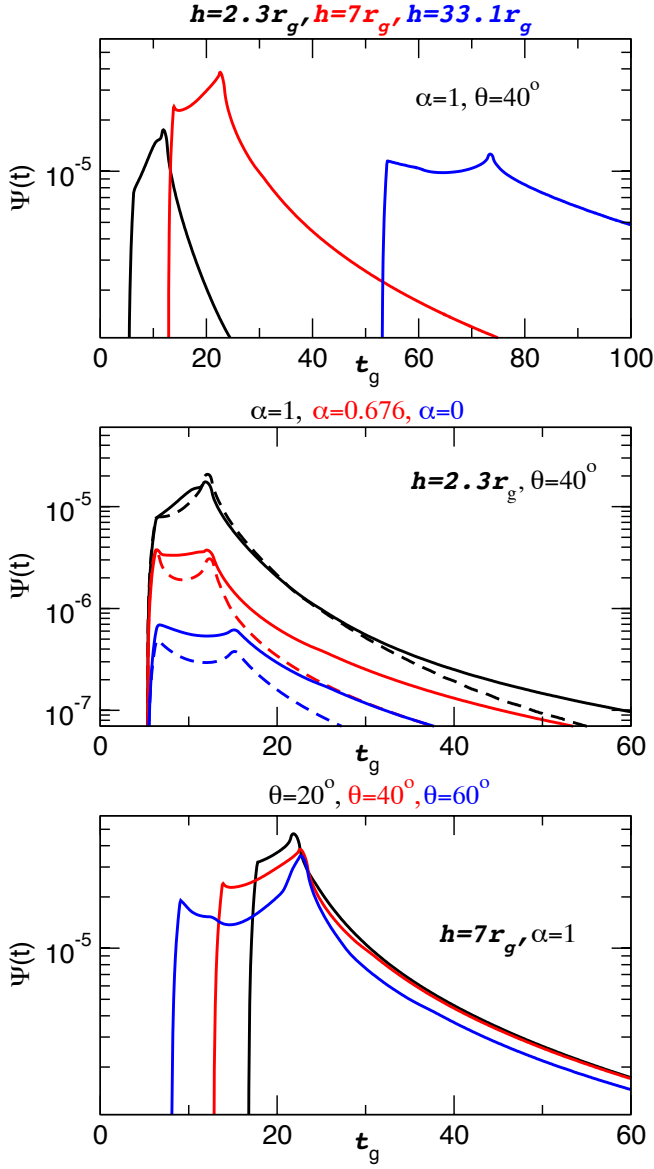 h=2.3r_g, h=7r_g, h=33.1r_g
α=1, θ=40°
Ψ(t)
10^-5
0 20 40 60 80 100
t_g
α=1, α=0.676, α=0
h=2.3r_g, θ=40°
Ψ(t)
10^-5
10^-6
10^-7
0 20 40 60
t_g
θ=20°, θ=40°, θ=60°
h=7r_g, α=1
Ψ(t)
10^-5
0 20 40 60
t_g